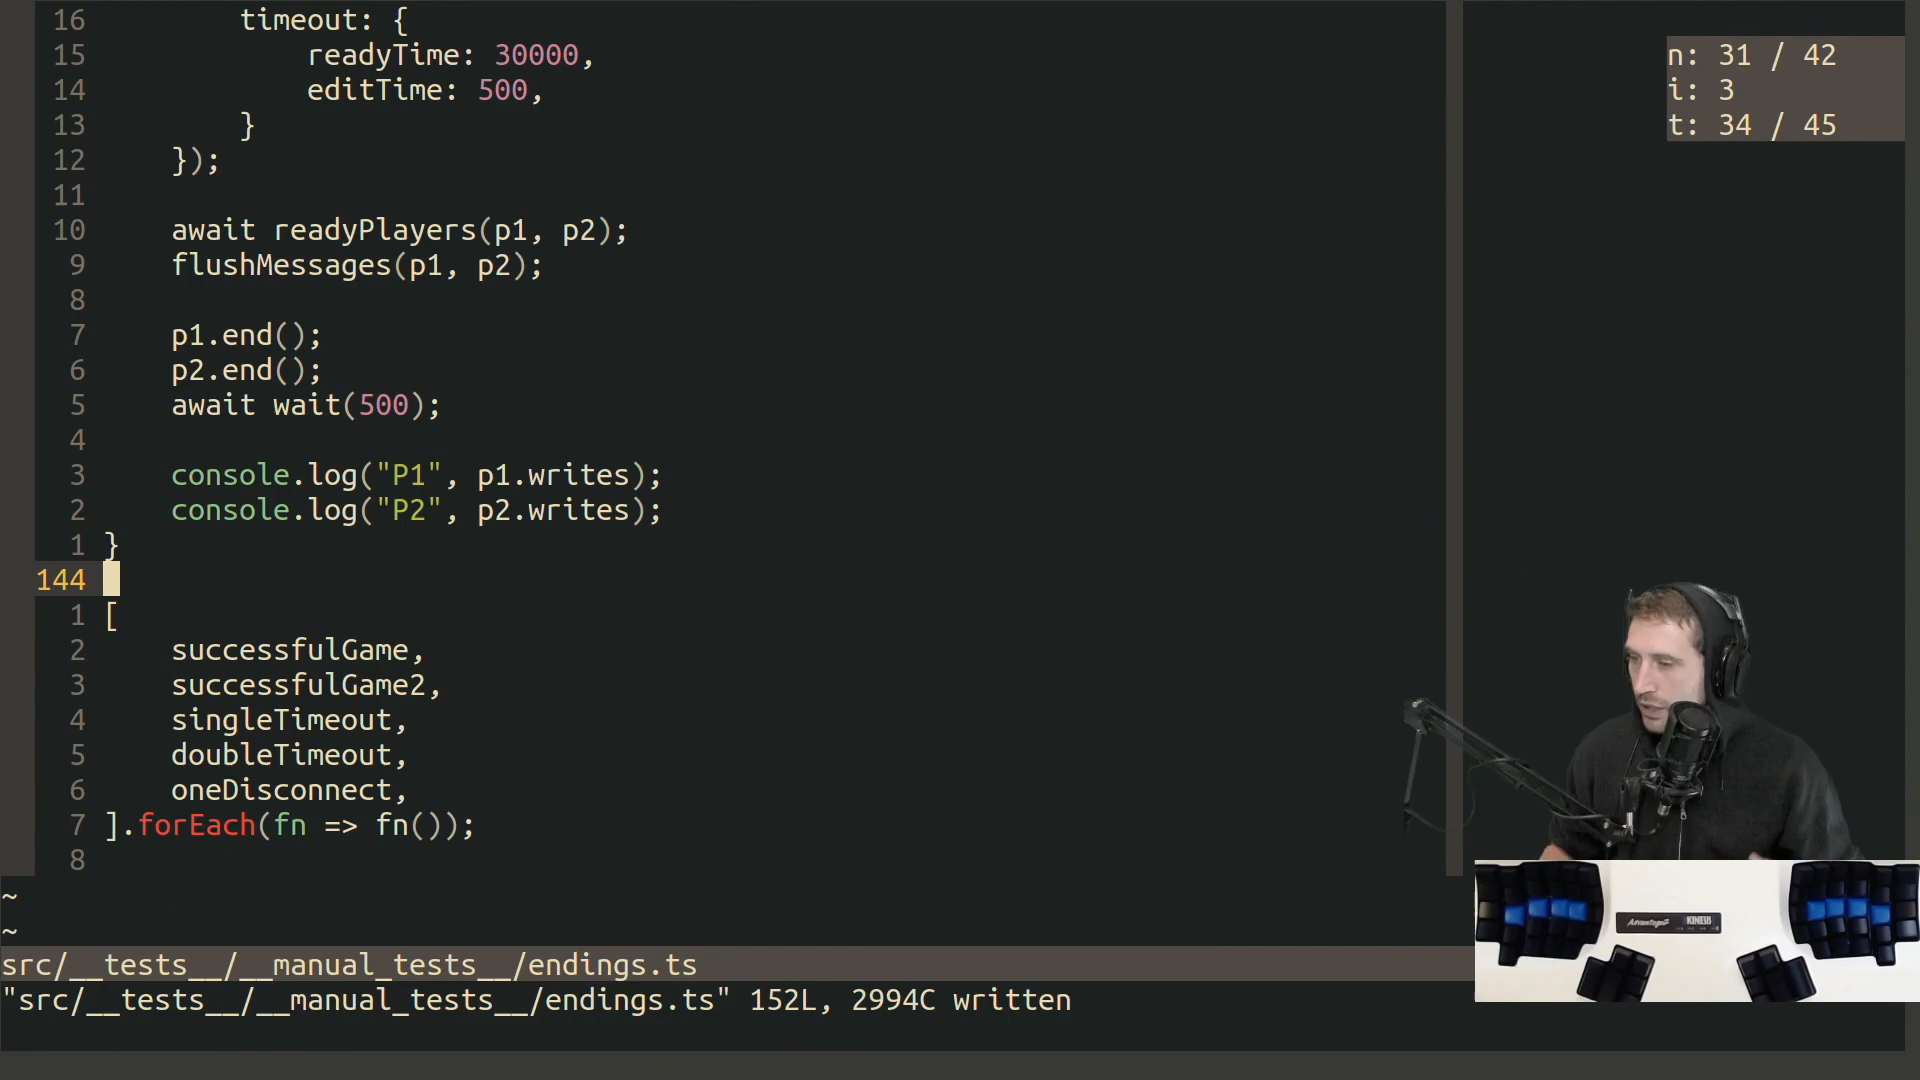 16 timeout: {
15 readyTime: 30000,
14 editTime: 500,
13 }
12 });
11
10 await readyPlayers(p1, p2);
9 flushMessages(p1, p2);
8
7 p1.end();
6 p2.end();
5 await wait(500);
4
3 console.log("P1", p1.writes);
2 console.log("P2", p2.writes);
1 }
144
1 [
2 successfulGame,
3 successfulGame2,
4 singleTimeout,
5 doubleTimeout,
6 oneDisconnect,
7 ].forEach(fn => fn());
8
~
~
src/__tests__/__manual_tests__/endings.ts
"src/__tests__/__manual_tests__/endings.ts" 152L, 2994C written
n: 31 / 42
i: 3
t: 34 / 45
Advantage2 KINESIS